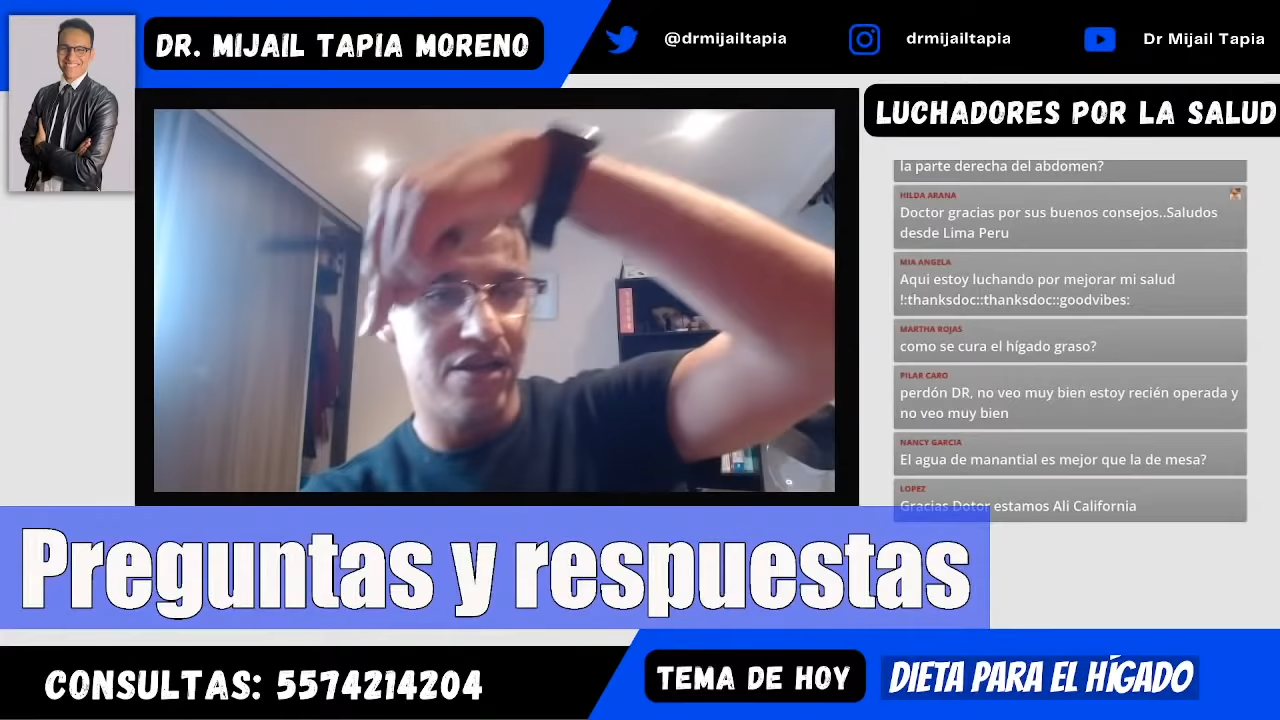 DR. MIJAIL TAPIA MORENO
@drmijailtapia
drmijailtapia
Dr Mijail Tapia
LUCHADORES POR LA SALUD
la parte derecha del abdomen?
HILDA ARANA
Doctor gracias por sus buenos consejos..Saludos
desde Lima Peru
MIA ANGELA
Aqui estoy luchando por mejorar mi salud
!:thanksdoc::thanksdoc::goodvibes:
MARTHA ROJAS
como se cura el hígado graso?
PILAR CARO
perdón DR, no veo muy bien estoy recién operada y
no veo muy bien
NANCY GARCIA
El agua de manantial es mejor que la de mesa?
LOPEZ
Gracias Dotor estamos Ali California
Preguntas y respuestas
CONSULTAS: 5574214204
TEMA DE HOY
DIETA PARA EL HÍGADO